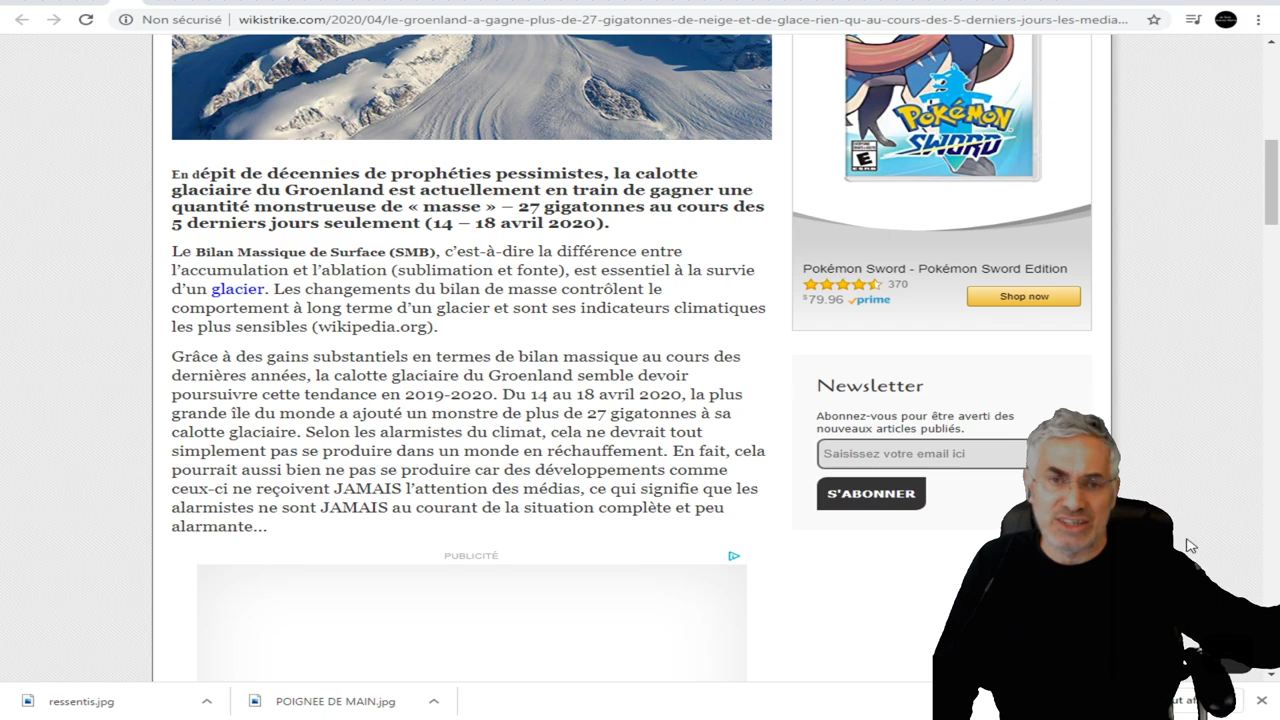 Non sécurisé
wikistrike.com/2020/04/le-groenland-a-gagne-plus-de-27-gigatonnes-de-neige-et-de-glace-rien-qu-au-cours-des-5-derniers-jours-les-media...
En dépit de décennies de prophéties pessimistes, la calotte
glaciaire du Groenland est actuellement en train de gagner une
quantité monstrueuse de « masse » – 27 gigatonnes au cours des
5 derniers jours seulement (14 – 18 avril 2020).
Le Bilan Massique de Surface (SMB), c’est-à-dire la différence entre
l’accumulation et l’ablation (sublimation et fonte), est essentiel à la survie
d’un glacier. Les changements du bilan de masse contrôlent le
comportement à long terme d’un glacier et sont ses indicateurs climatiques
les plus sensibles (wikipedia.org).
Grâce à des gains substantiels en termes de bilan massique au cours des
dernières années, la calotte glaciaire du Groenland semble devoir
poursuivre cette tendance en 2019-2020. Du 14 au 18 avril 2020, la plus
grande île du monde a ajouté un monstre de plus de 27 gigatonnes à sa
calotte glaciaire. Selon les alarmistes du climat, cela ne devrait tout
simplement pas se produire dans un monde en réchauffement. En fait, cela
pourrait aussi bien ne pas se produire car des développements comme
ceux-ci ne reçoivent JAMAIS l’attention des médias, ce qui signifie que les
alarmistes ne sont JAMAIS au courant de la situation complète et peu
alarmante...
PUBLICITÉ
POKÉMON
SWORD
E
Pokémon Sword - Pokémon Sword Edition
370
$79.96 prime
Shop now
Newsletter
Abonnez-vous pour être averti des
nouveaux articles publiés.
Saisissez votre email ici
S'ABONNER
ressentis.jpg
POIGNEE DE MAIN.jpg